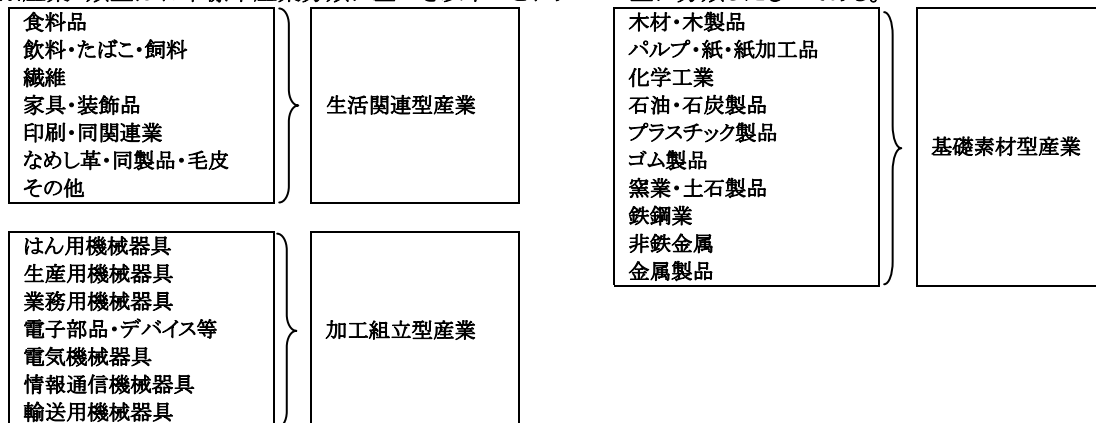 食料品
飲料・たばこ・飼料
繊維
家具・装飾品
印刷・同関連業
なめし革・同製品・毛皮
その他
生活関連型産業
はん用機械器具
生産用機械器具
業務用機械器具
電子部品・デバイス等
電気機械器具
情報通信機械器具
輸送用機械器具
加工組立型産業
木材・木製品
パルプ・紙・紙加工品
化学工業
石油・石炭製品
プラスチック製品
ゴム製品
窯業・土石製品
鉄鋼業
非鉄金属
金属製品
基礎素材型産業